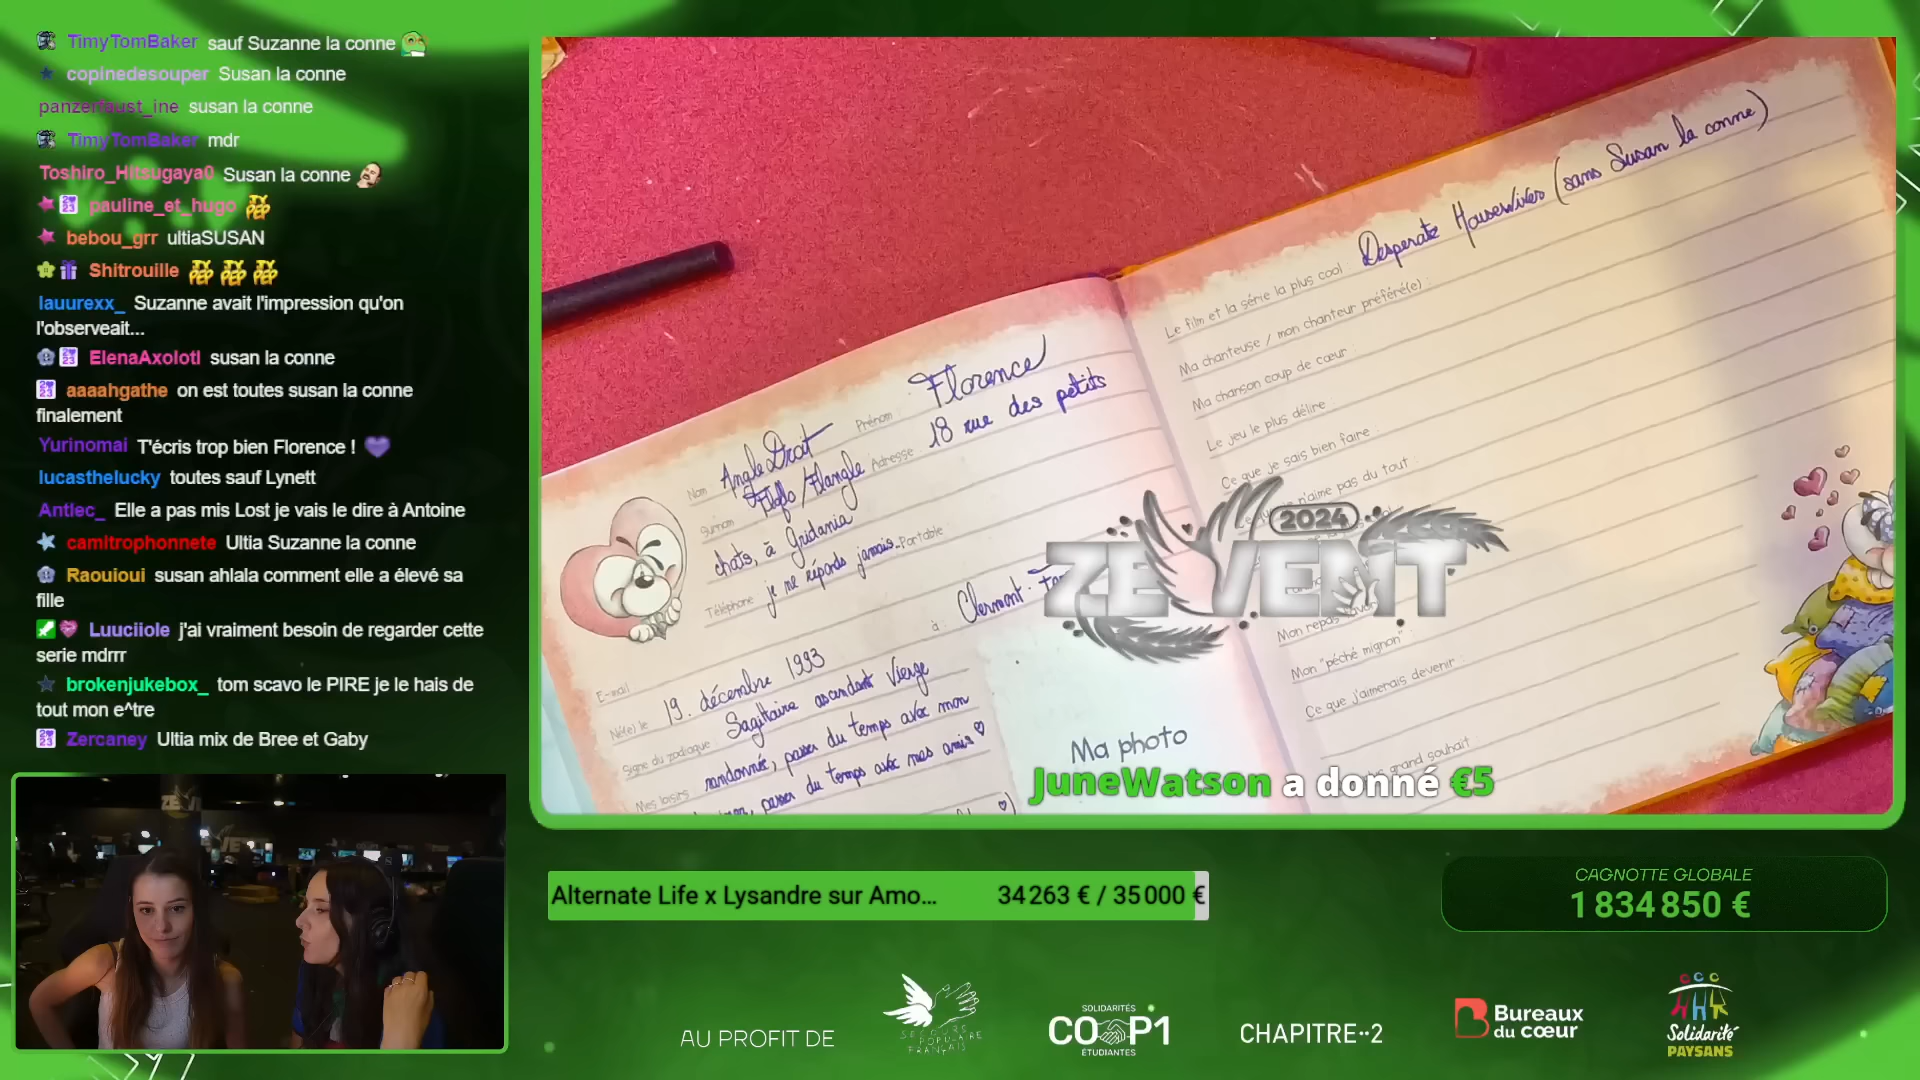 TimyTomBaker sauf Suzanne la conne
copinedesouper Susan la conne
panzerfaust_ine susan la conne
TimyTomBaker mdr
Toshiro_Hitsugaya0 Susan la conne
pauline_et_hugo
bebou_grr ultiaSUSAN
Shitrouille
lauurexx_ Suzanne avait l'impression qu'on
l'observeait...
ElenaAxolotl susan la conne
aaaahgathe on est toutes susan la conne
finalement
Yurinomai T'écris trop bien Florence !
lucasthelucky toutes sauf Lynett
Antlec_ Elle a pas mis Lost je vais le dire à Antoine
camitrophonnete Ultia Suzanne la conne
Raouioui susan ahlala comment elle a élevé sa
fille
Luuciiole j'ai vraiment besoin de regarder cette
serie mdrrr
brokenjukebox_ tom scavo le PIRE je le hais de
tout mon e^tre
Zercaney Ultia mix de Bree et Gaby
Nom AngleDroit Prénom Florence
Surnom Floflo / Flangle Adresse 18 rue des petits
chats, à Gridania
Téléphone je ne réponds jamais Portable
E-mail
Né(e) le 19 décembre 1993 à Clermont-
Signe du zodiaque Sagittaire ascendant Vierge
Mes loisirs randonnée, passer du temps avec mon
passer du temps avec mes amis
Ma photo
Le film et la série la plus cool : Desperate Housewives (sans Susan la conne)
Ma chanteuse / mon chanteur préféré(e) :
Ma chanson coup de cœur :
Le jeu le plus délire :
Ce que je sais bien faire :
n'aime pas du tout :
Mon repas
Mon "péché mignon"
Ce que j'aimerais devenir :
grand souhait :
ZEVENT 2024
JuneWatson a donné €5
Alternate Life x Lysandre sur Amo... 34 263 € / 35 000 €
CAGNOTTE GLOBALE
1 834 850 €
AU PROFIT DE
SECOURS POPULAIRE FRANÇAIS
SOLIDARITÉS
CO P1
ÉTUDIANTES
CHAPITRE··2
Bureaux
du cœur
Solidarité
PAYSANS